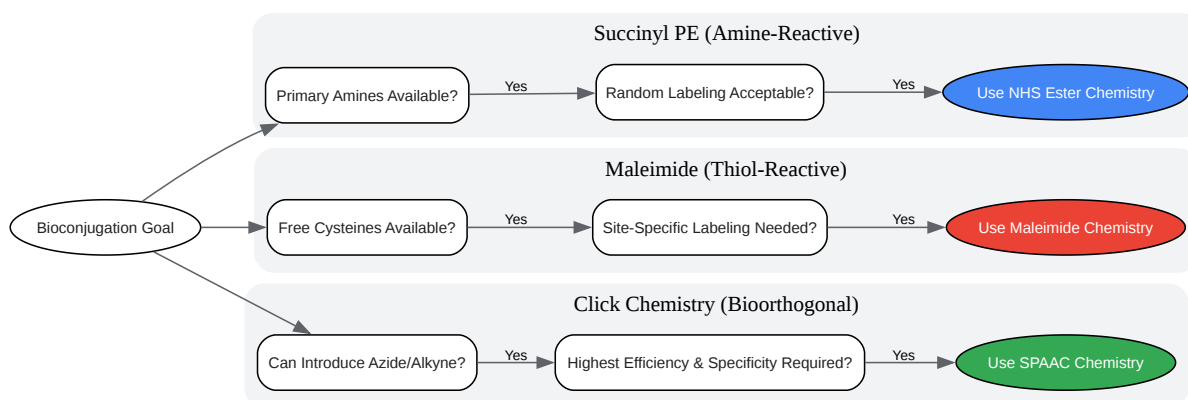 Succinyl PE (Amine-Reactive)
Primary Amines Available?
Yes
Random Labeling Acceptable?
Yes
Use NHS Ester Chemistry
Maleimide (Thiol-Reactive)
Bioconjugation Goal
Free Cysteines Available?
Yes
Site-Specific Labeling Needed?
Yes
Use Maleimide Chemistry
Click Chemistry (Bioorthogonal)
Can Introduce Azide/Alkyne?
Yes
Highest Efficiency & Specificity Required?
Yes
Use SPAAC Chemistry